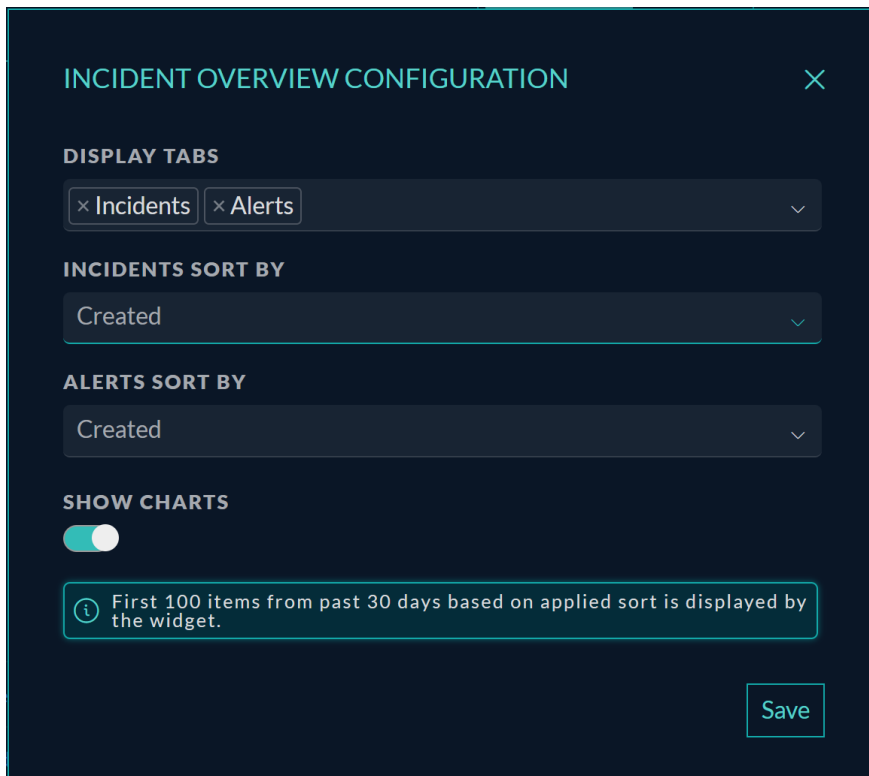 INCIDENT OVERVIEW CONFIGURATION
DISPLAY TABS
× Incidents × Alerts
INCIDENTS SORT BY
Created
ALERTS SORT BY
Created
SHOW CHARTS
First 100 items from past 30 days based on applied sort is displayed by
the widget.
Save